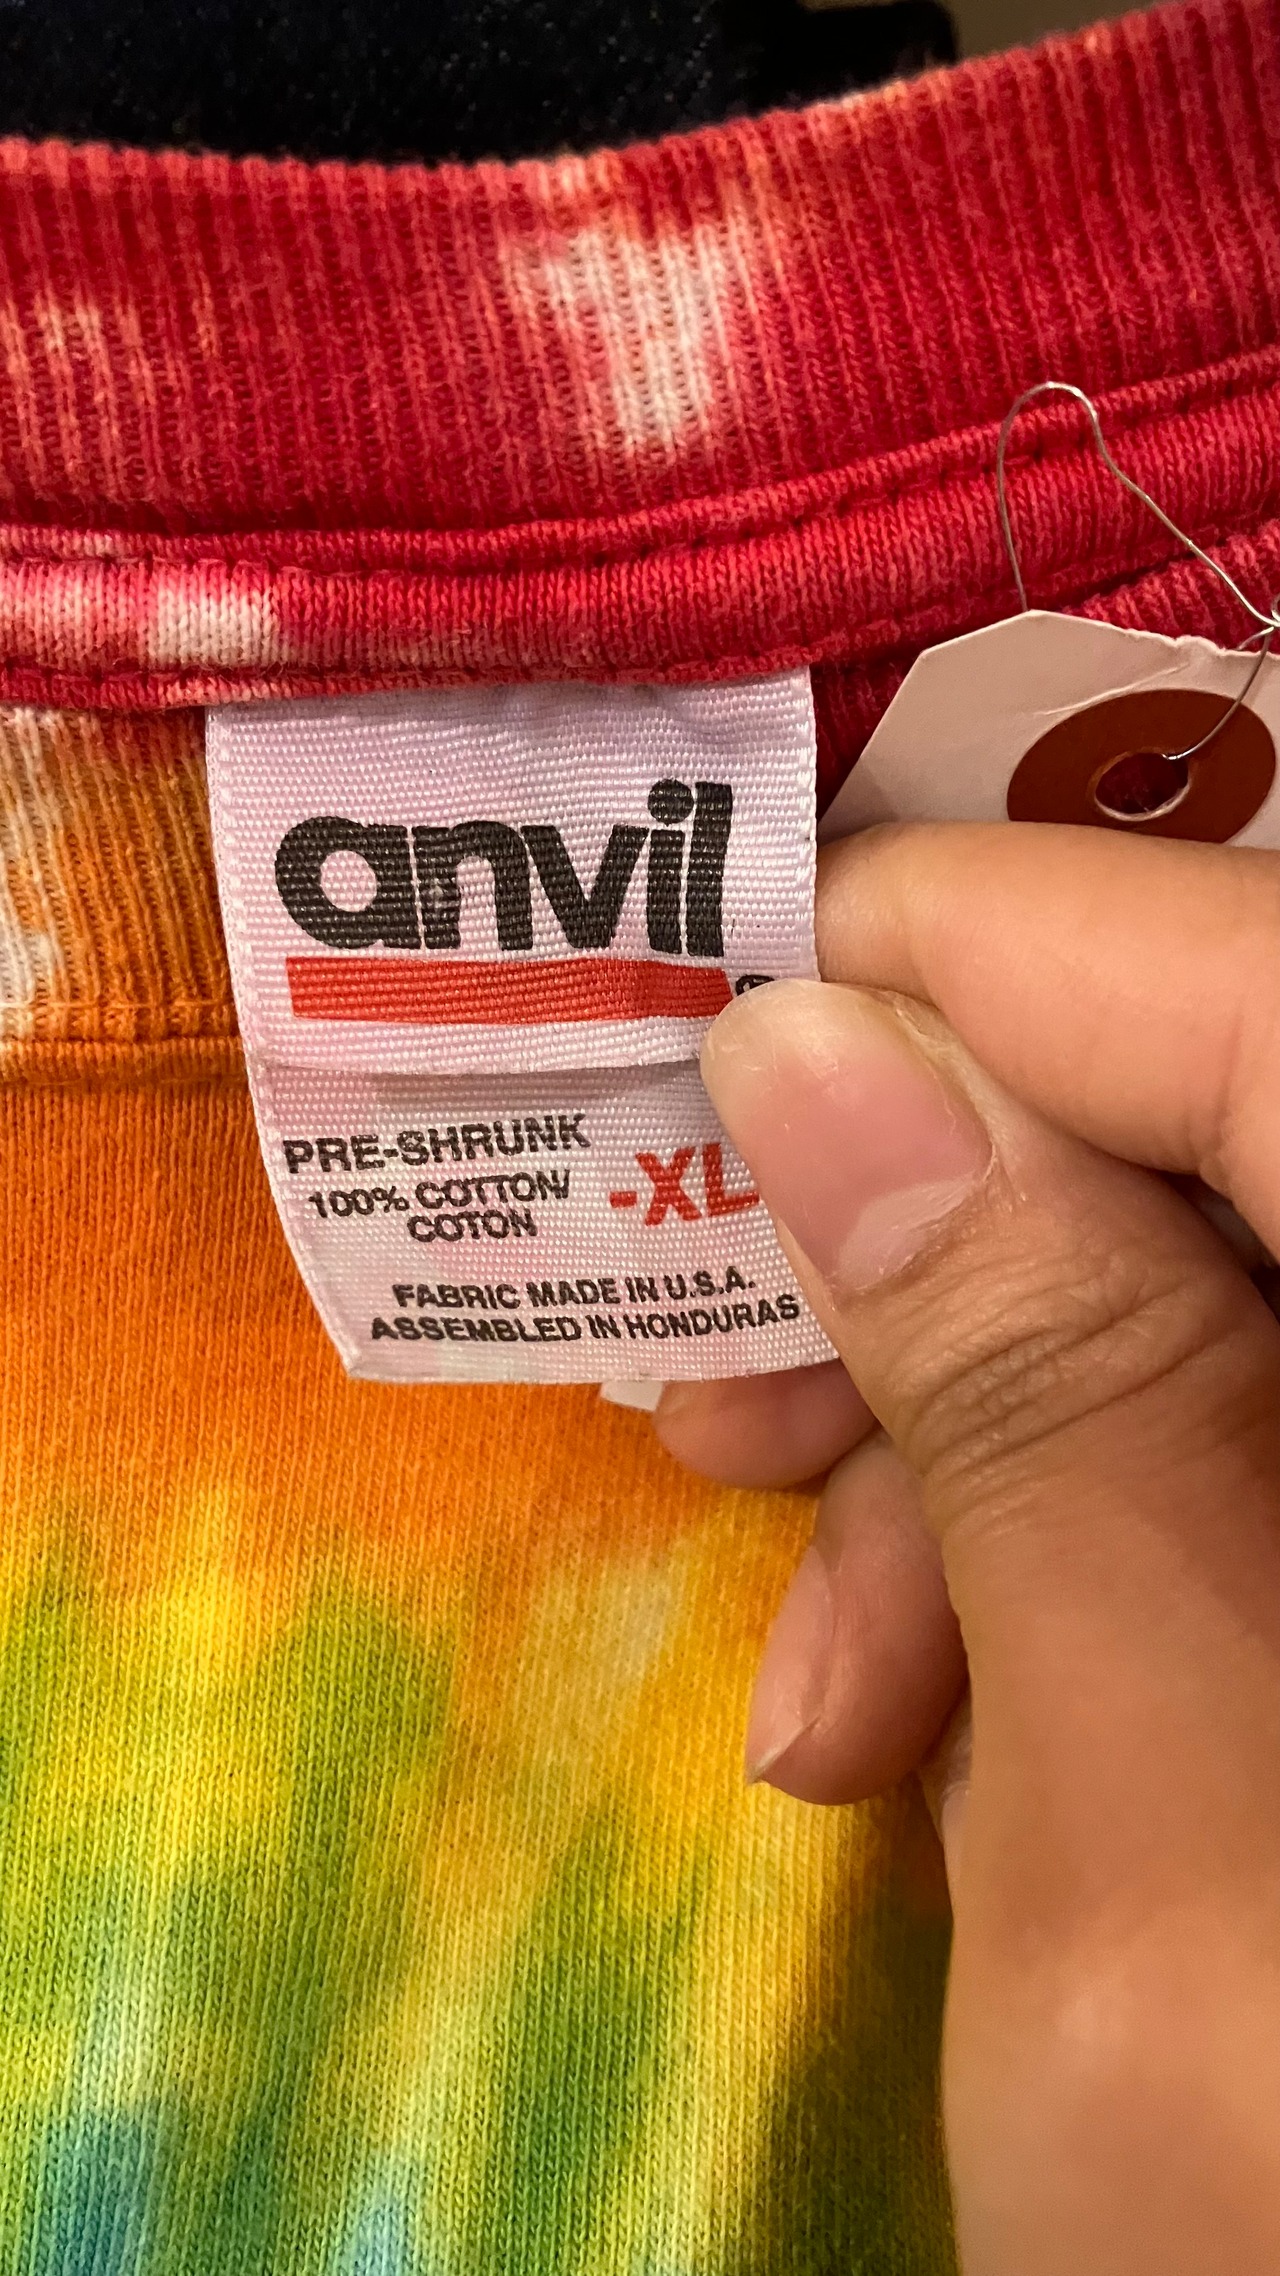 anvil
PRE-SHRUNK
100% COTTON/
COTON
-XL
FABRIC MADE IN U.S.A.
ASSEMBLED IN HONDURAS